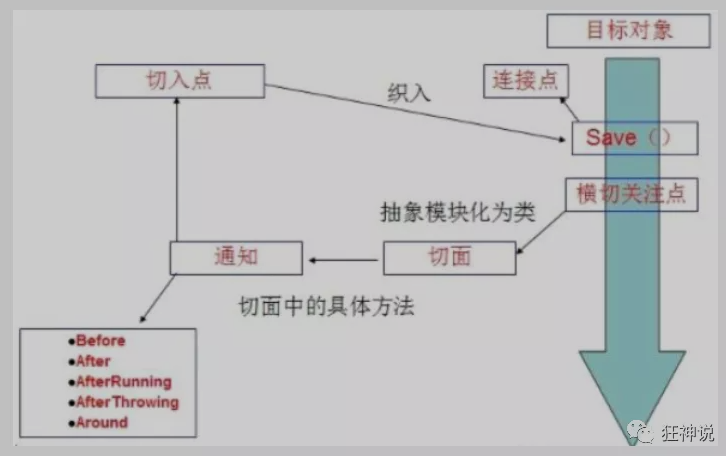 目标对象
切入点
连接点
织入
Save（）
横切关注点
抽象模块化为类
通知
切面
切面中的具体方法
●Before
●After
●AfterRunning
●AfterThrowing
●Around
狂神说